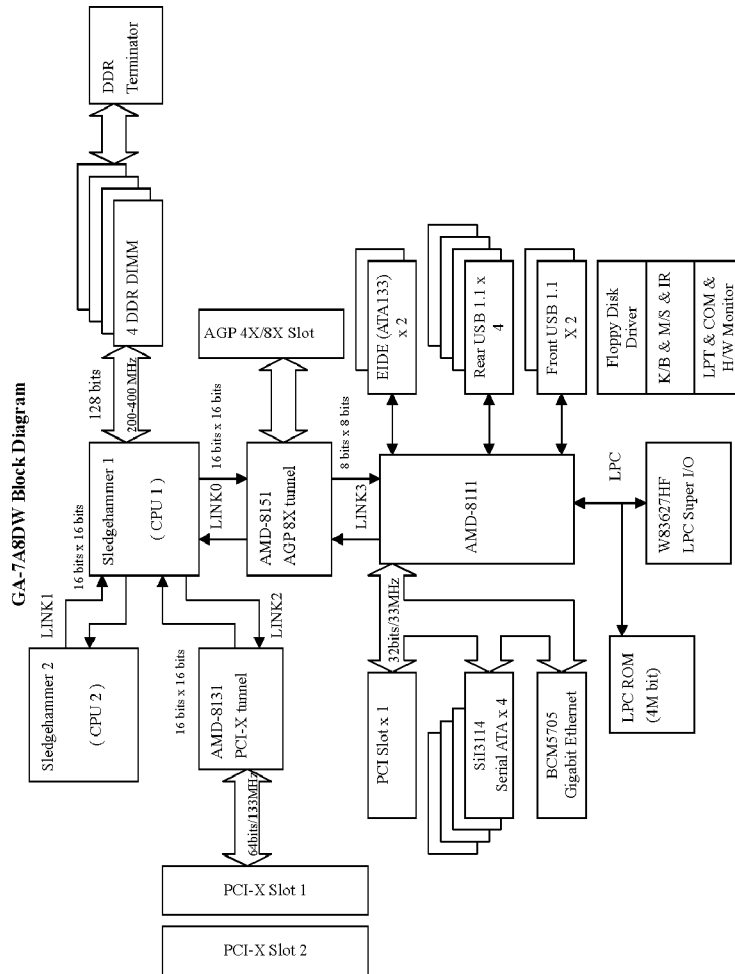 GA-7A8DW Block Diagram
Sledgehammer 2
( CPU 2 )
LINK1
16 bits x 16 bits
Sledgehammer 1
( CPU 1 )
128 bits
200-400 MHz
4 DDR DIMM
DDR
Terminator
16 bits x 16 bits
AMD-8131
PCI-X tunnel
LINK2
LINK0
16 bits x 16 bits
AMD-8151
AGP 8X tunnel
AGP 4X/8X Slot
64bits/133MHz
PCI-X Slot 1
PCI-X Slot 2
LINK3
8 bits x 8 bits
AMD-8111
32bits/33MHz
PCI Slot x 1
SiI3114
Serial ATA x 4
BCM5705
Gigabit Ethernet
EIDE (ATA133)
x 2
Rear USB 1.1 x
4
Front USB 1.1
X 2
LPC
LPC ROM
(4M bit)
W83627HF
LPC Super I/O
Floppy Disk
Driver
K/B & M/S & IR
LPT & COM &
H/W Monitor